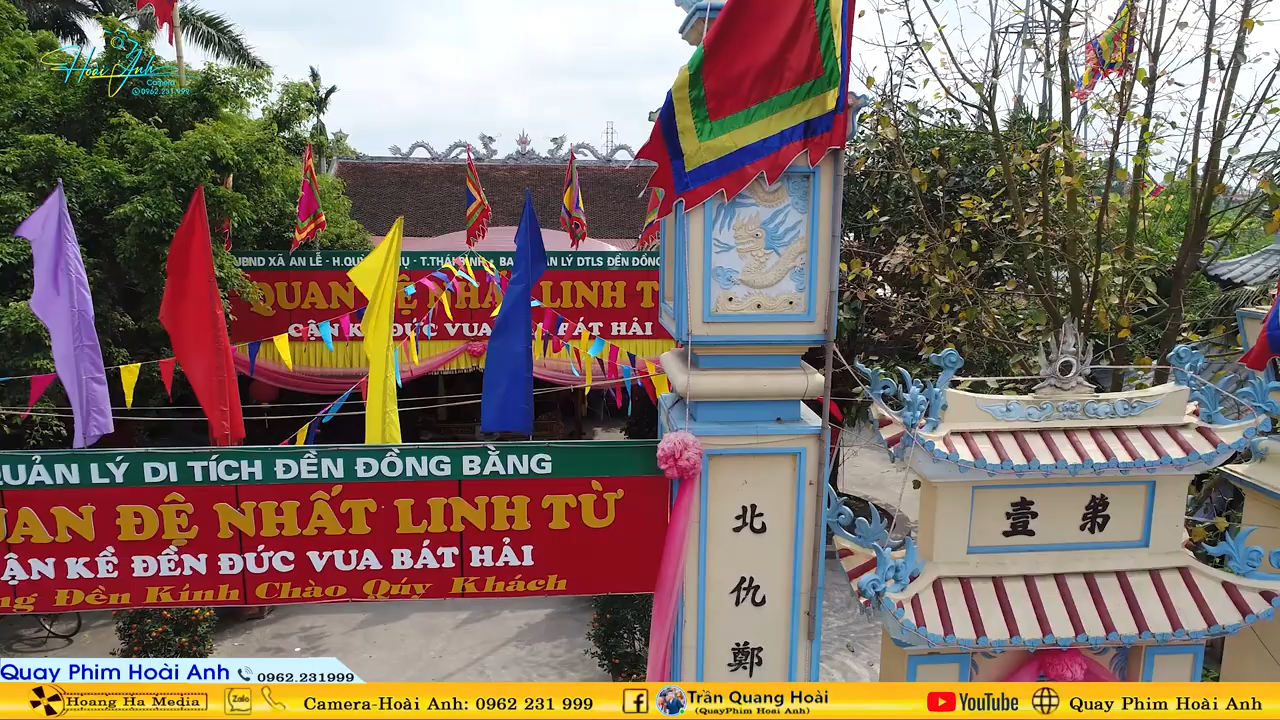 Hoài Anh
Camera
0962.231.999
UBND XÃ AN LỄ - H.QUỲNH PHỤ - T.THÁI BÌNH - BAN QUẢN LÝ DTLS ĐỀN ĐỒNG
QUAN ĐỆ NHẤT LINH T
CẬN KỀ ĐỨC VUA BÁT HẢI
QUẢN LÝ DI TÍCH ĐỀN ĐỒNG BẰNG
UAN ĐỆ NHẤT LINH TỪ
CẬN KỀ ĐỀN ĐỨC VUA BÁT HẢI
ng Đền Kính Chào Qúy Khách
北
仇
鄭
壹 第
Quay Phim Hoài Anh 0962.231999
Hoang Ha Media
Zalo
Camera-Hoài Anh: 0962 231 999
Trần Quang Hoài
(QuayPhim Hoài Anh)
YouTube
Quay Phim Hoài Anh